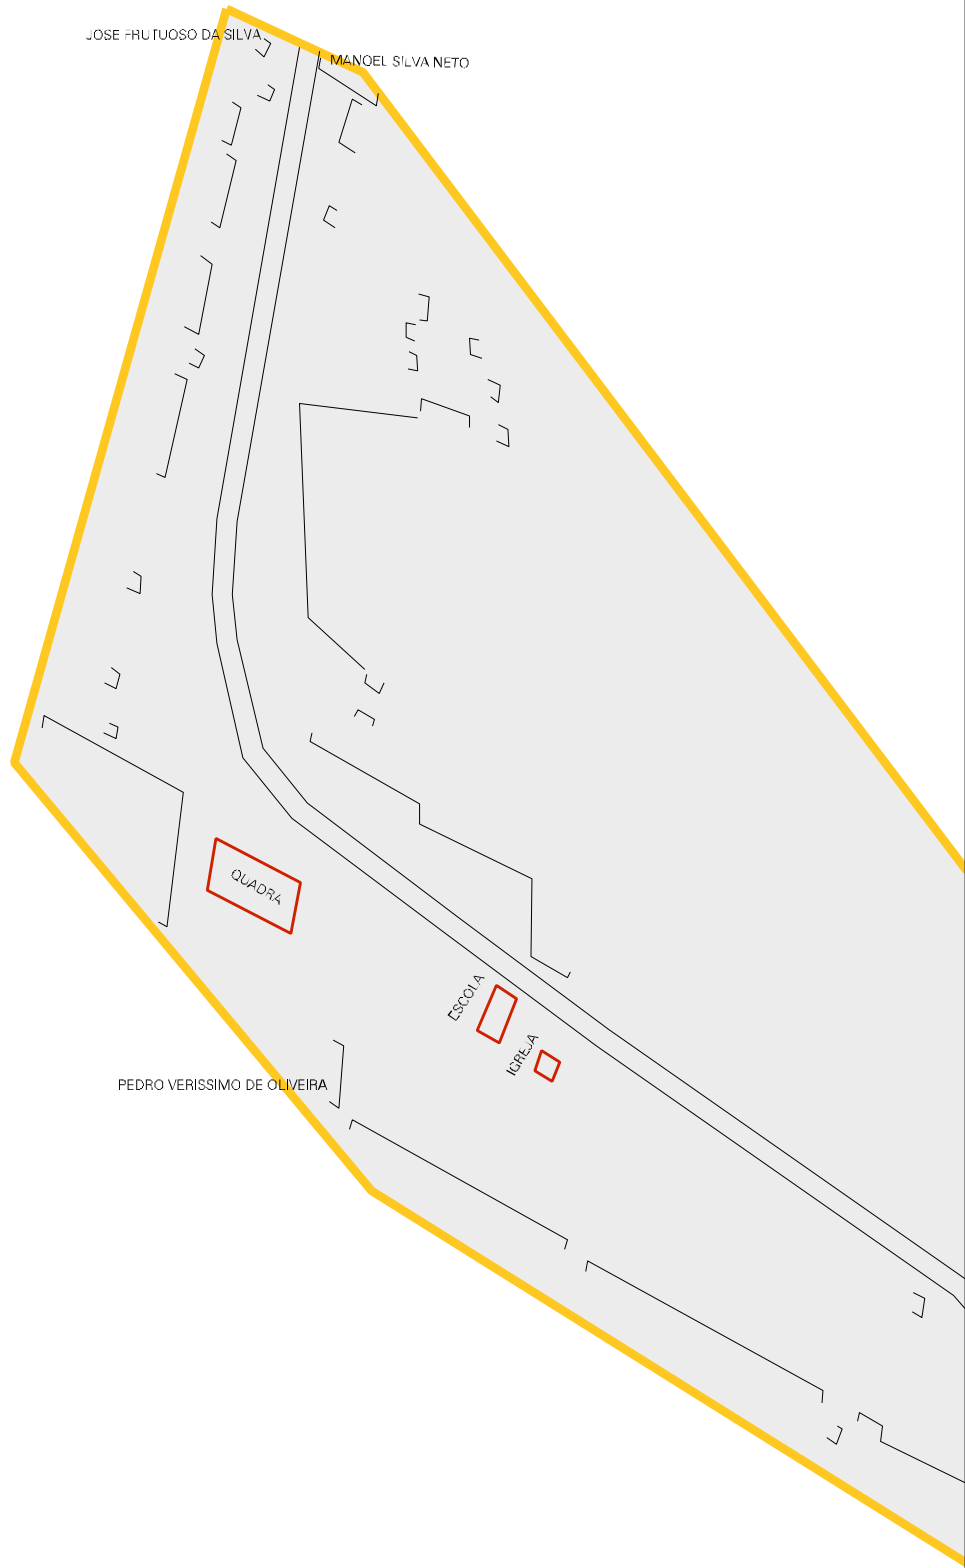 JOSE FRUTUOSO DA SILVA
MANOEL SILVA NETO
QUADRA
ESCOLA
IGREJA
PEDRO VERISSIMO DE OLIVEIRA